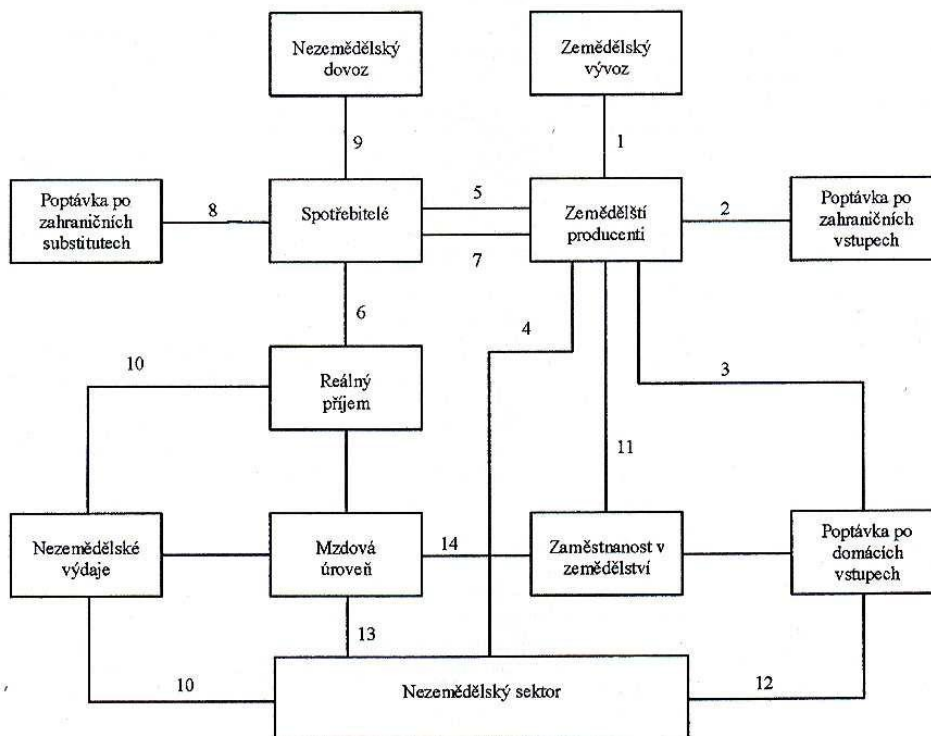 Nezemědělský
dovoz
Zemědělský
vývoz
9
1
Poptávka po
zahraničních
substitutech
8
Spotřebitelé
5
7
Zemědělští
producenti
2
Poptávka po
zahraničních
vstupech
6
4
10
Reálný
příjem
3
11
Nezemědělské
výdaje
Mzdová
úroveň
14
Zaměstnanost v
zemědělství
Poptávka po
domácích
vstupech
13
10
Nezemědělský sektor
12